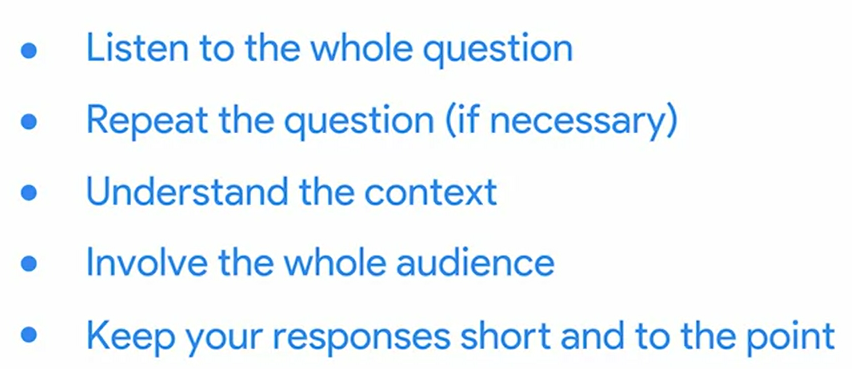 • Listen to the whole question
• Repeat the question (if necessary)
• Understand the context
• Involve the whole audience
• Keep your responses short and to the point